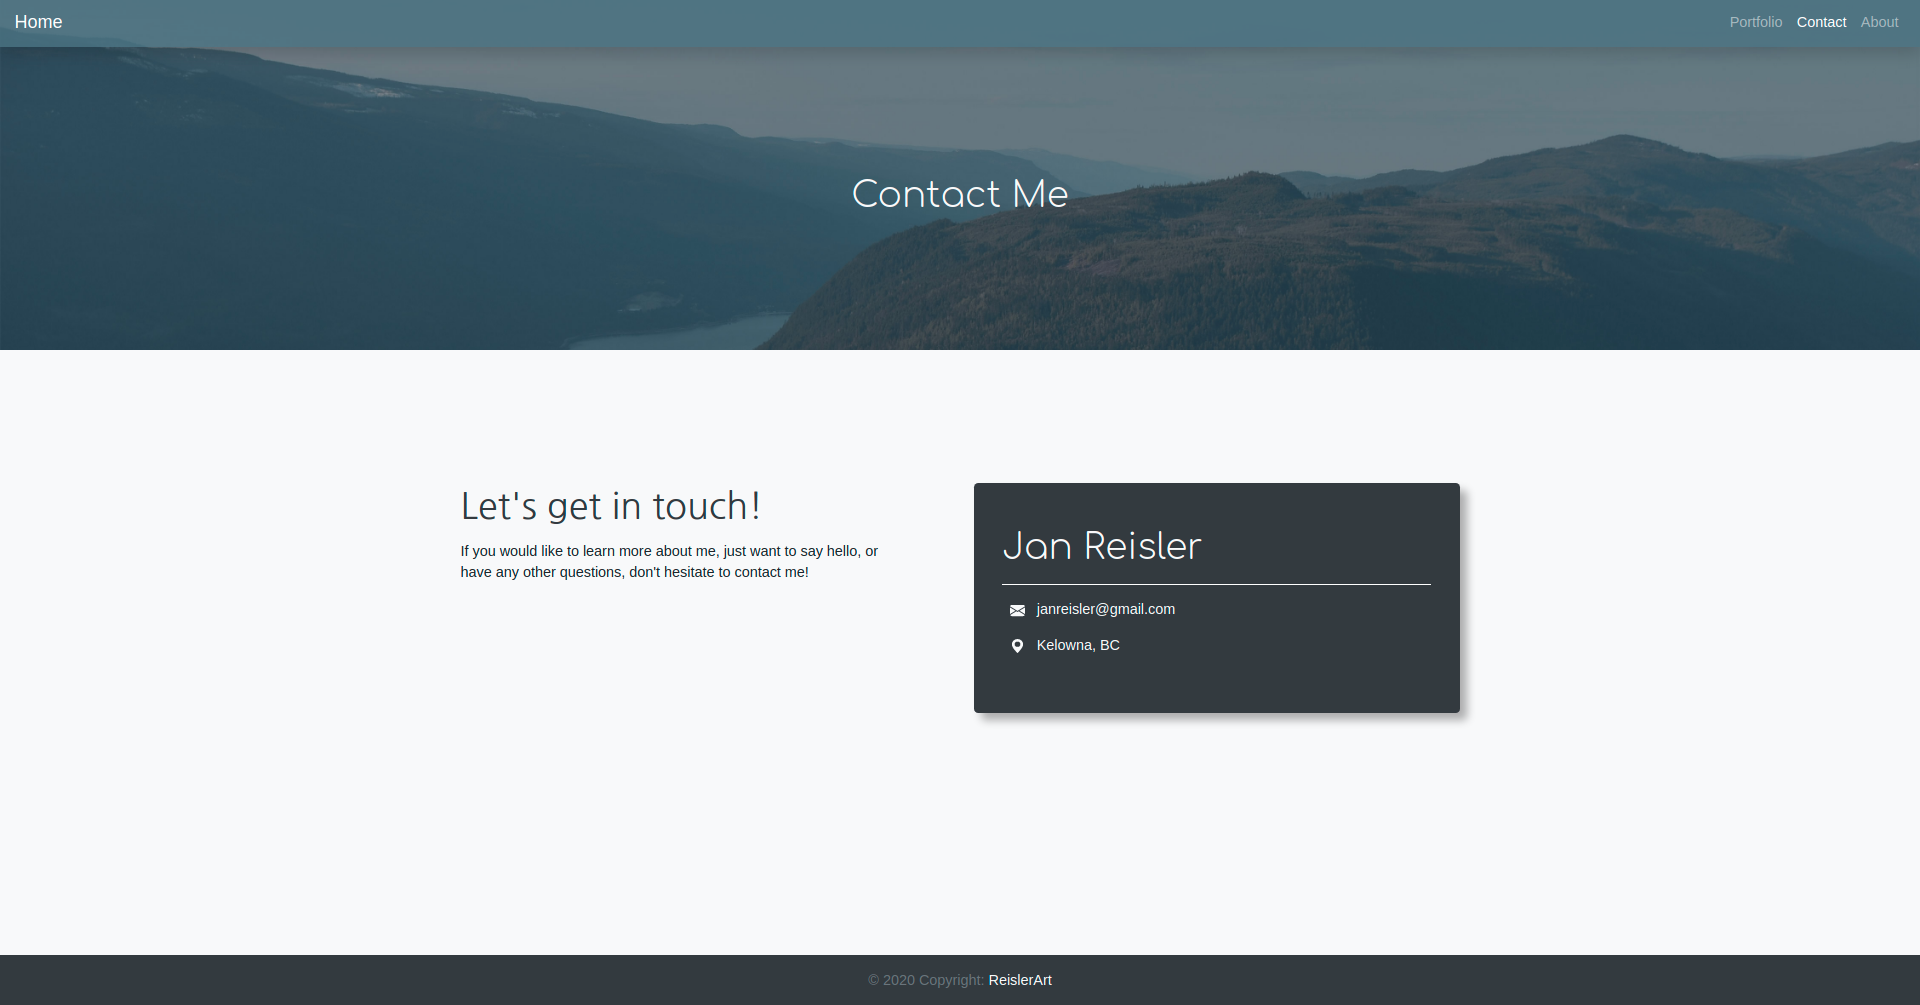 Home
Portfolio Contact About
Contact Me
Let's get in touch!
If you would like to learn more about me, just want to say hello, or
have any other questions, don't hesitate to contact me!
Jan Reisler
janreisler@gmail.com
Kelowna, BC
© 2020 Copyright: ReislerArt